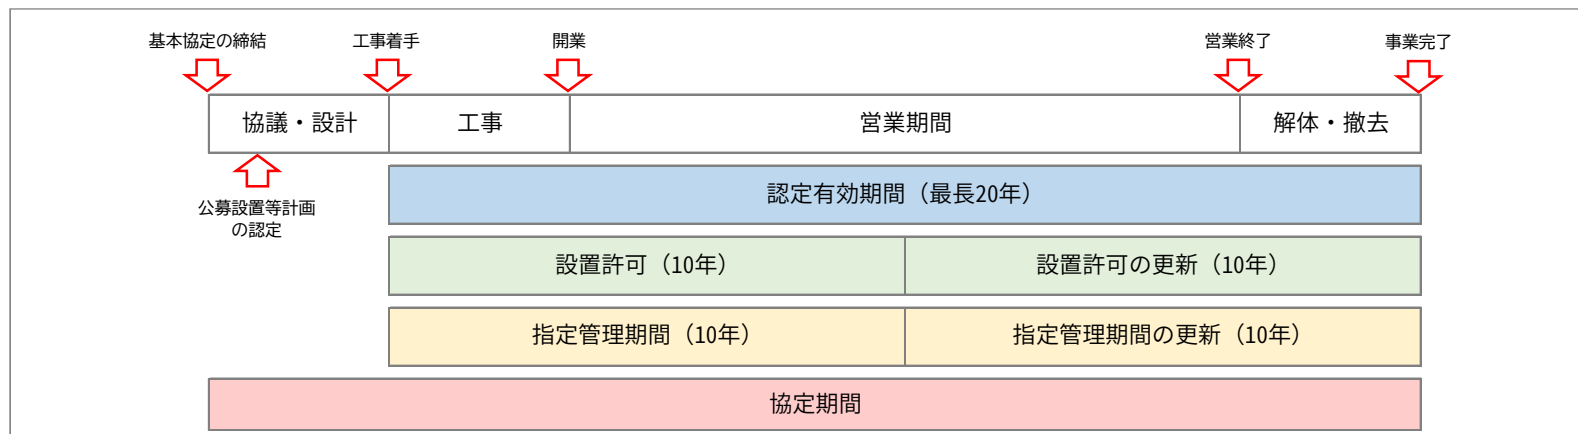 基本協定の締結
工事着手
開業
営業終了
事業完了
協議・設計
工事
営業期間
解体・撤去
公募設置等計画
の認定
認定有効期間（最長20年）
設置許可（10年）
設置許可の更新（10年）
指定管理期間（10年）
指定管理期間の更新（10年）
協定期間